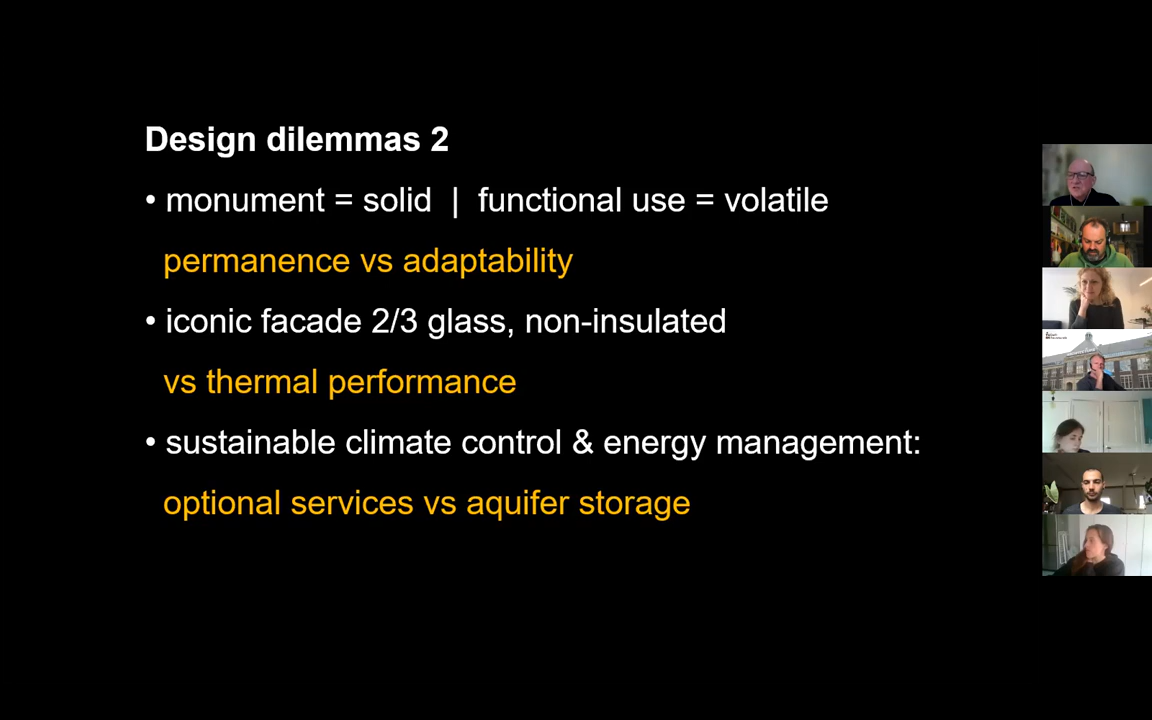 Design dilemmas 2
• monument = solid | functional use = volatile
permanence vs adaptability
• iconic facade 2/3 glass, non-insulated
vs thermal performance
• sustainable climate control & energy management:
optional services vs aquifer storage